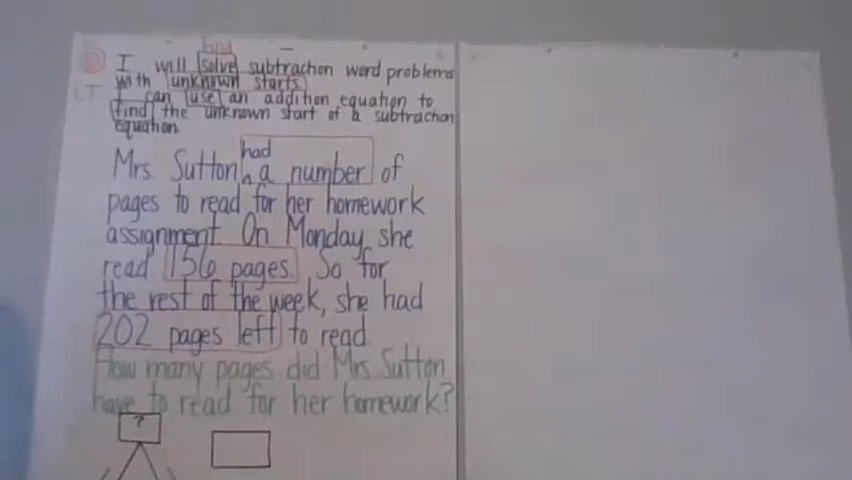 find
I will solve subtraction word problems
with unknown starts.
LT. I can use an addition equation to
find the unknown start of a subtraction
equation.
had
Mrs Sutton ^ a number of
pages to read for her homework
assignment. On Monday, she
read 156 pages. So for
the rest of the week, she had
202 pages left to read.
How many pages did Mrs Sutton
have to read for her homework?
?